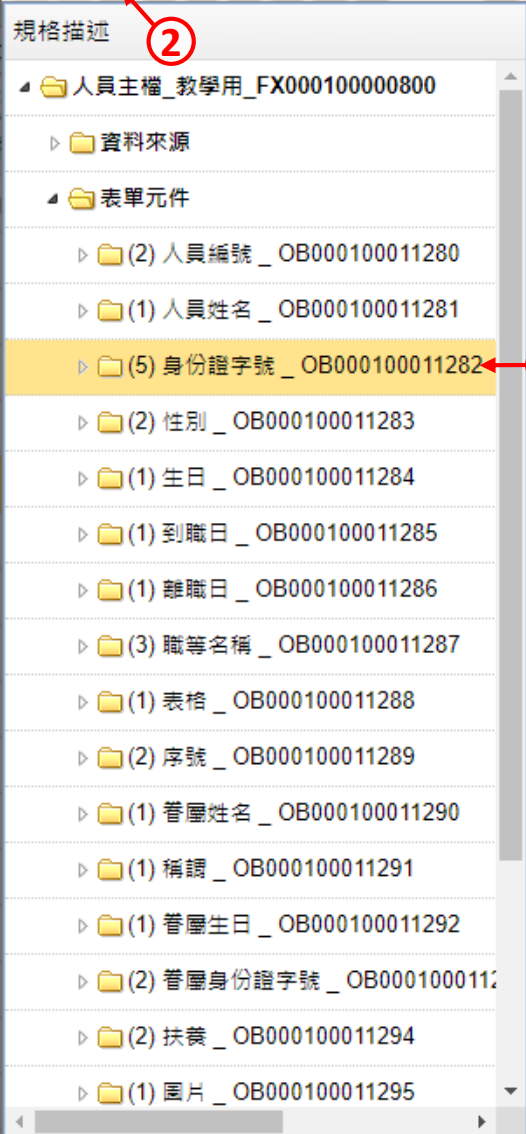 ②
規格描述
人員主檔_教學用_FX000100000800
資料來源
表單元件
(2) 人員編號 _ OB000100011280
(1) 人員姓名 _ OB000100011281
(5) 身份證字號 _ OB000100011282
(2) 性別 _ OB000100011283
(1) 生日 _ OB000100011284
(1) 到職日 _ OB000100011285
(1) 離職日 _ OB000100011286
(3) 職等名稱 _ OB000100011287
(1) 表格 _ OB000100011288
(2) 序號 _ OB000100011289
(1) 眷屬姓名 _ OB000100011290
(1) 稱謂 _ OB000100011291
(1) 眷屬生日 _ OB000100011292
(2) 眷屬身份證字號 _ OB0001000112
(2) 扶養 _ OB000100011294
(1) 圖片 _ OB000100011295